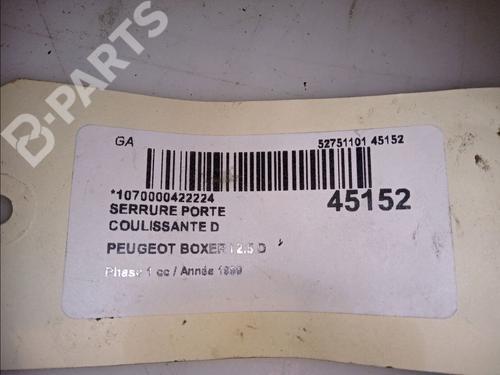 B-PARTS
GA 52751101 45152
*1070000422224
45152
SERRURE PORTE
COULISSANTE D
PEUGEOT BOXER I 2.5 D
Phase 1 cc / Année 1999